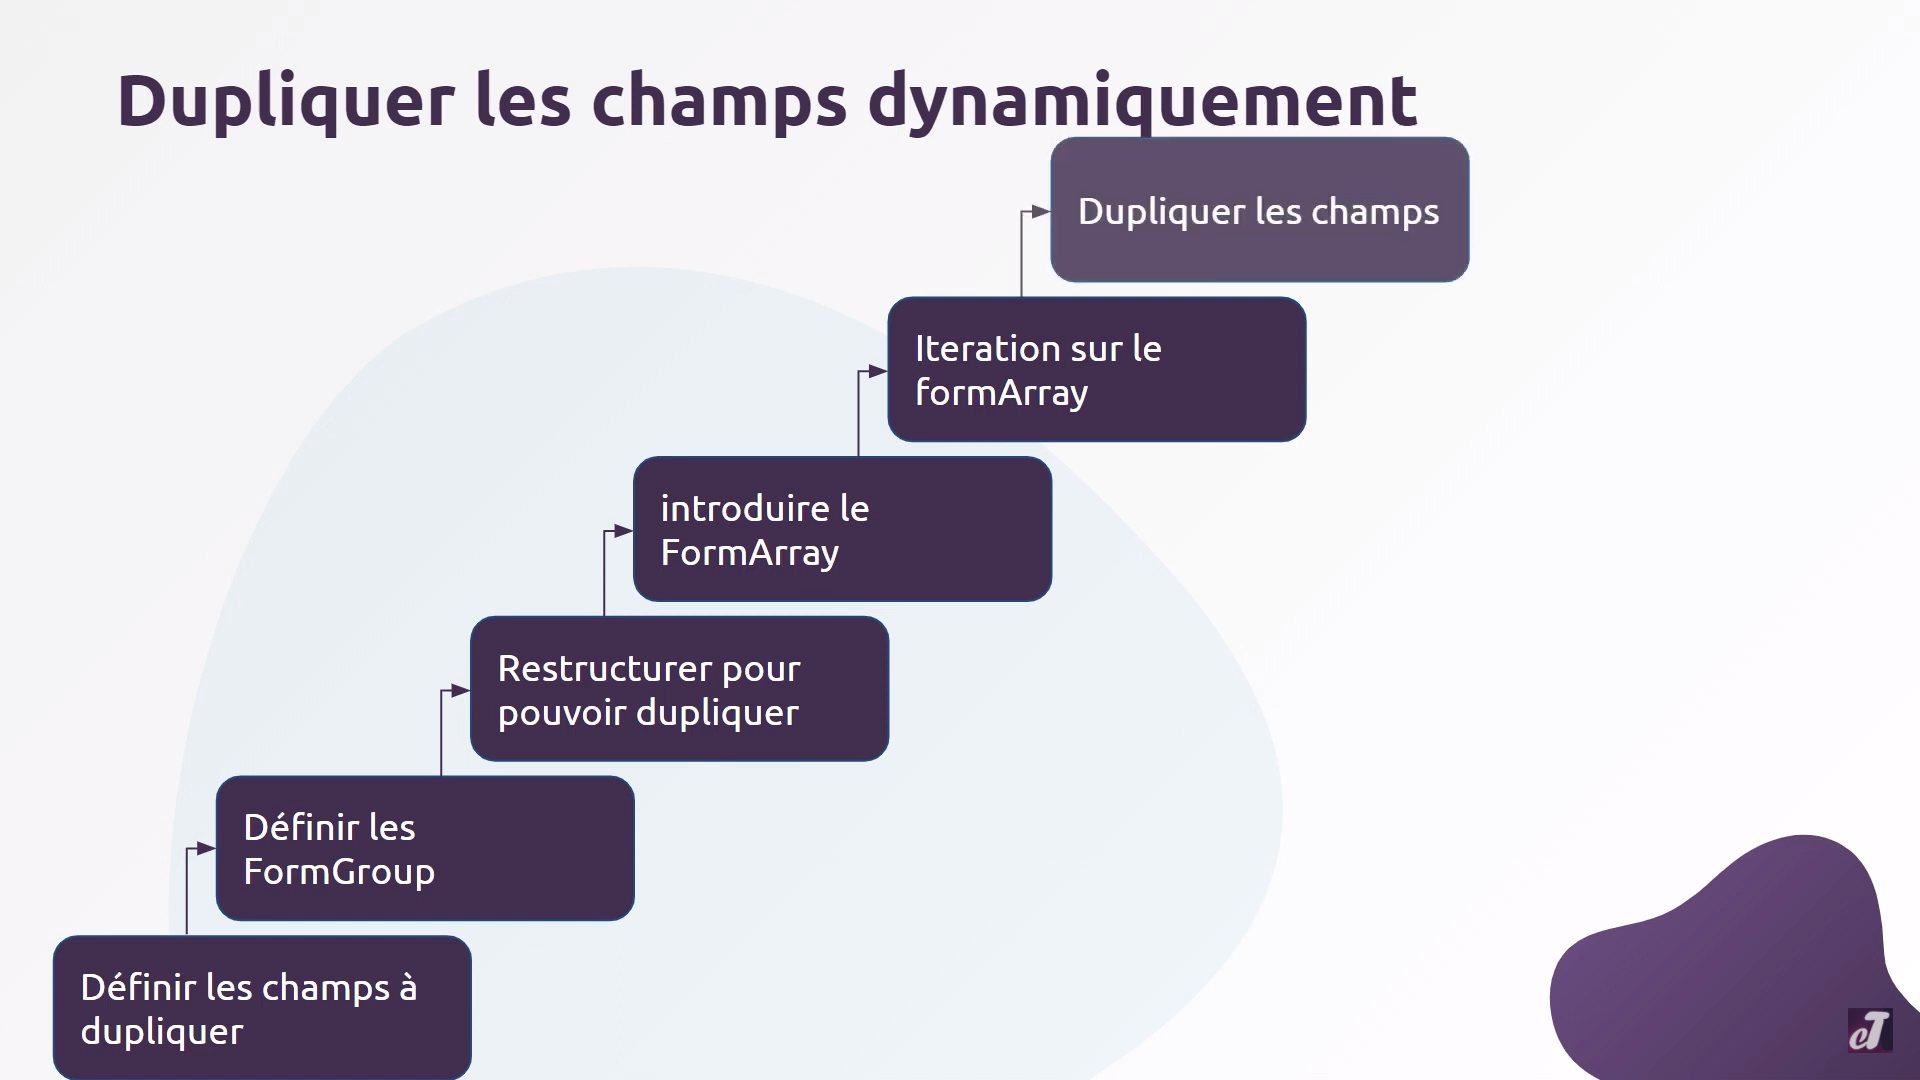 Dupliquer les champs dynamiquement
Dupliquer les champs
Iteration sur le
formArray
introduire le
FormArray
Restructurer pour
pouvoir dupliquer
Définir les
FormGroup
Définir les champs à
dupliquer
eT